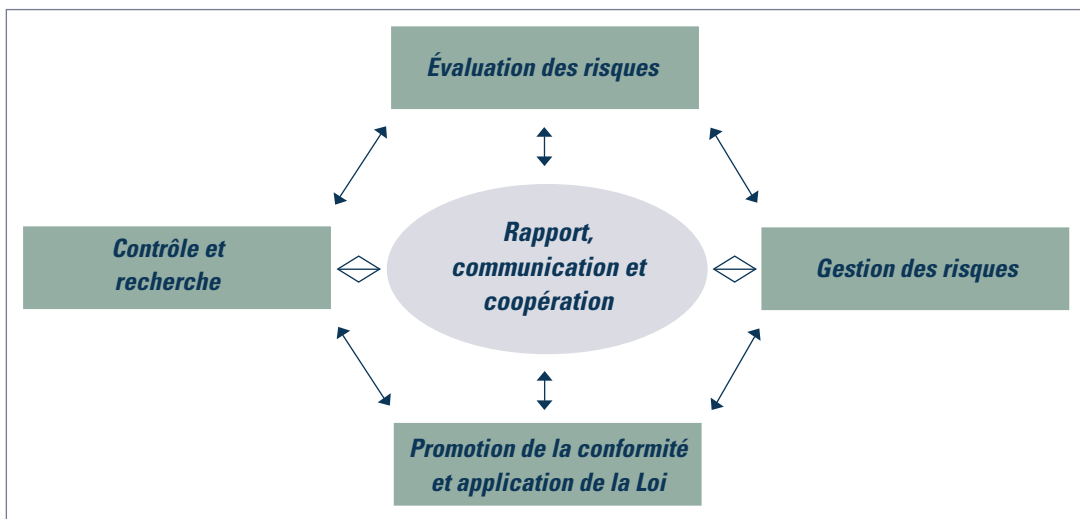 Évaluation des risques
Contrôle et
recherche
Rapport,
communication et
coopération
Gestion des risques
Promotion de la conformité
et application de la Loi